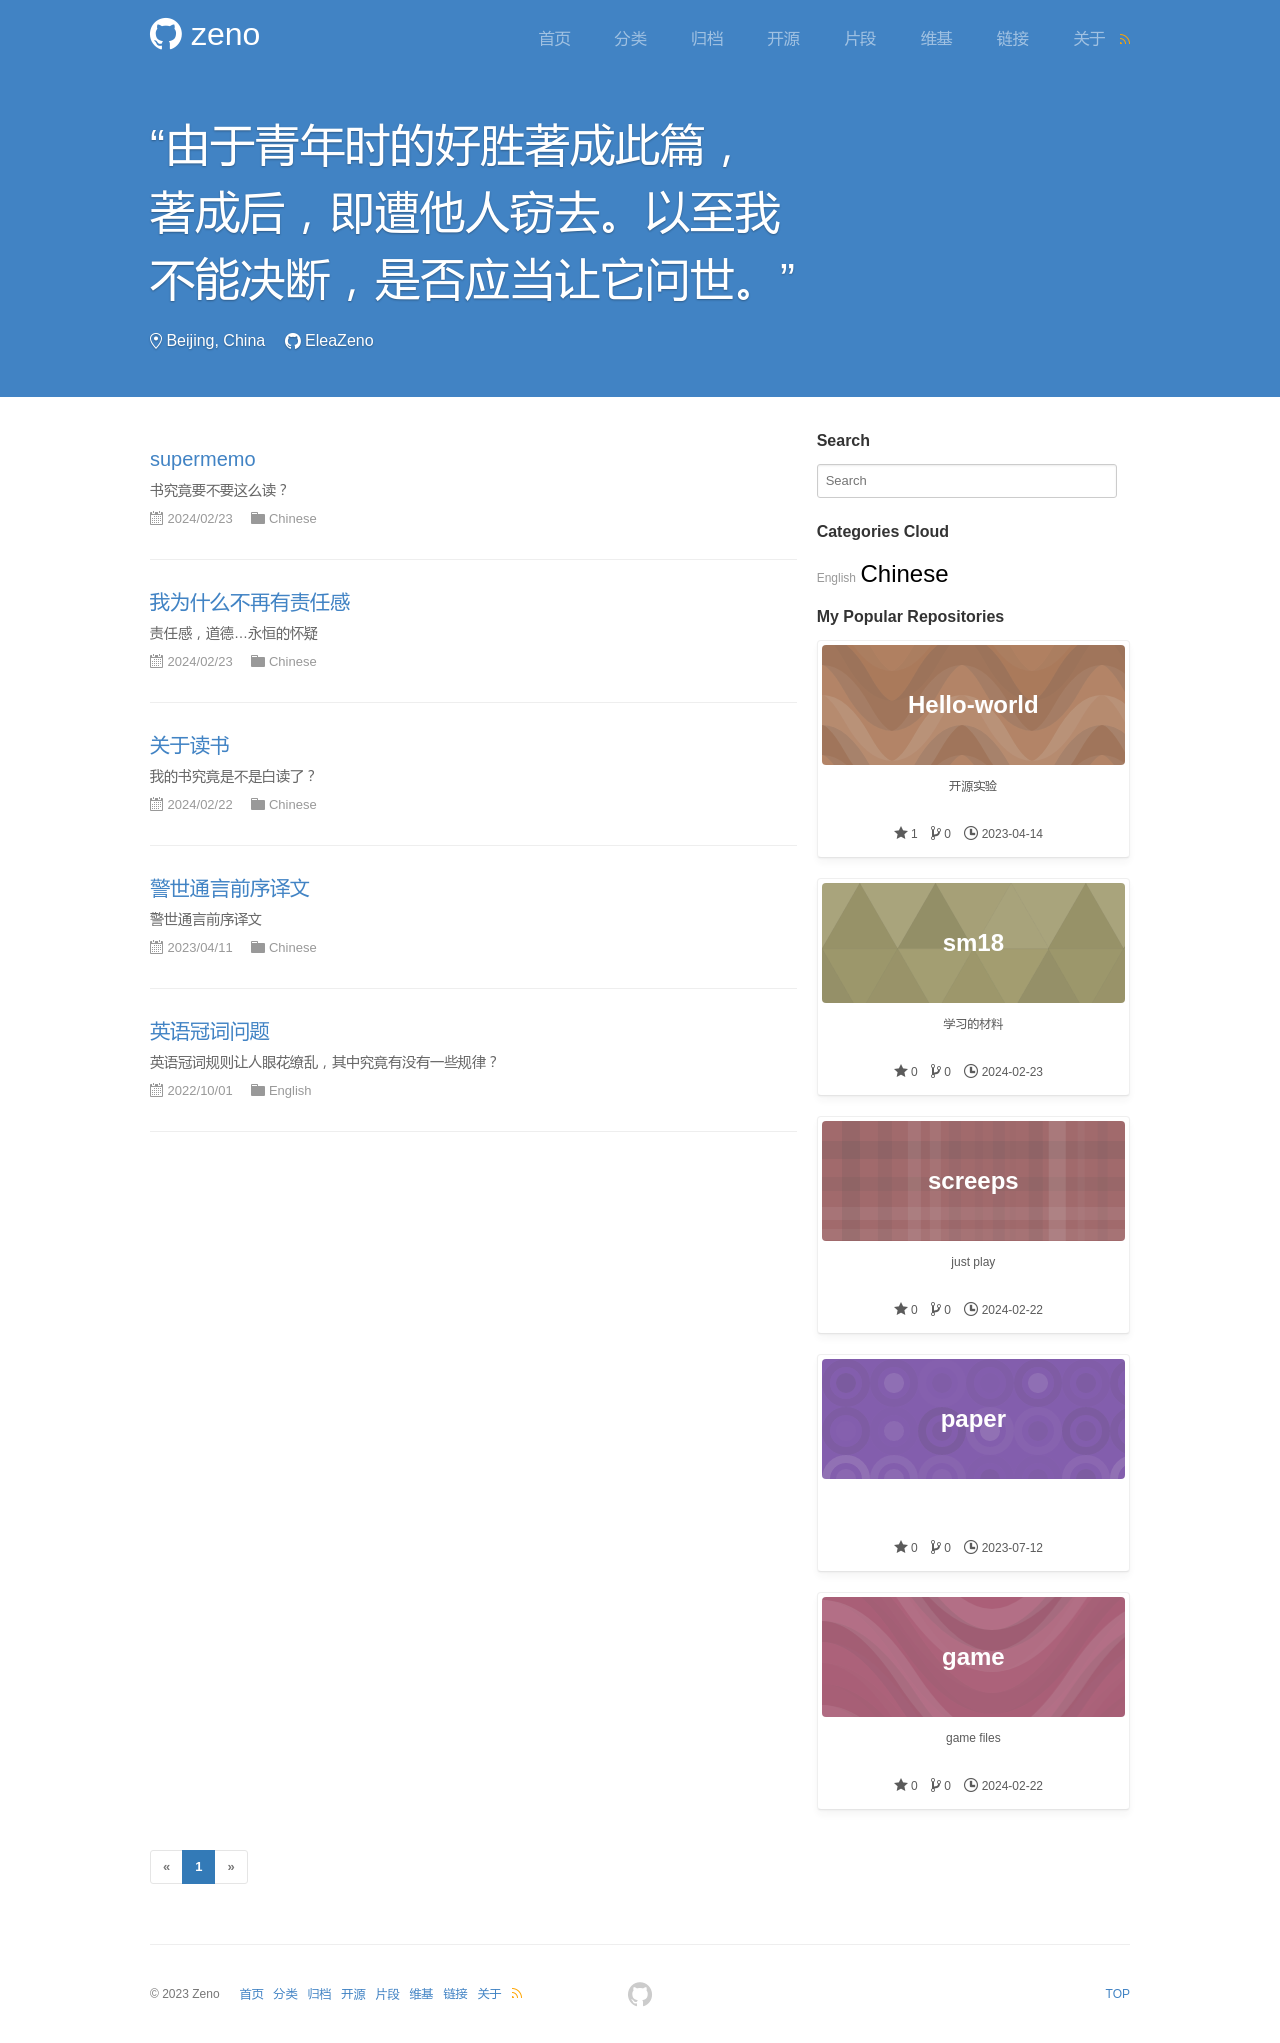 zeno
首页 分类 归档 开源 片段 维基 链接 关于
“由于青年时的好胜著成此篇，
著成后，即遭他人窃去。以至我
不能决断，是否应当让它问世。”
Beijing, China EleaZeno
supermemo
书究竟要不要这么读？
2024/02/23 Chinese
我为什么不再有责任感
责任感，道德…永恒的怀疑
2024/02/23 Chinese
关于读书
我的书究竟是不是白读了？
2024/02/22 Chinese
警世通言前序译文
警世通言前序译文
2023/04/11 Chinese
英语冠词问题
英语冠词规则让人眼花缭乱，其中究竟有没有一些规律？
2022/10/01 English
Search
Search
Categories Cloud
English Chinese
My Popular Repositories
Hello-world
开源实验
1 0 2023-04-14
sm18
学习的材料
0 0 2024-02-23
screeps
just play
0 0 2024-02-22
paper
0 0 2023-07-12
game
game files
0 0 2024-02-22
« 1 »
© 2023 Zeno 首页 分类 归档 开源 片段 维基 链接 关于
TOP